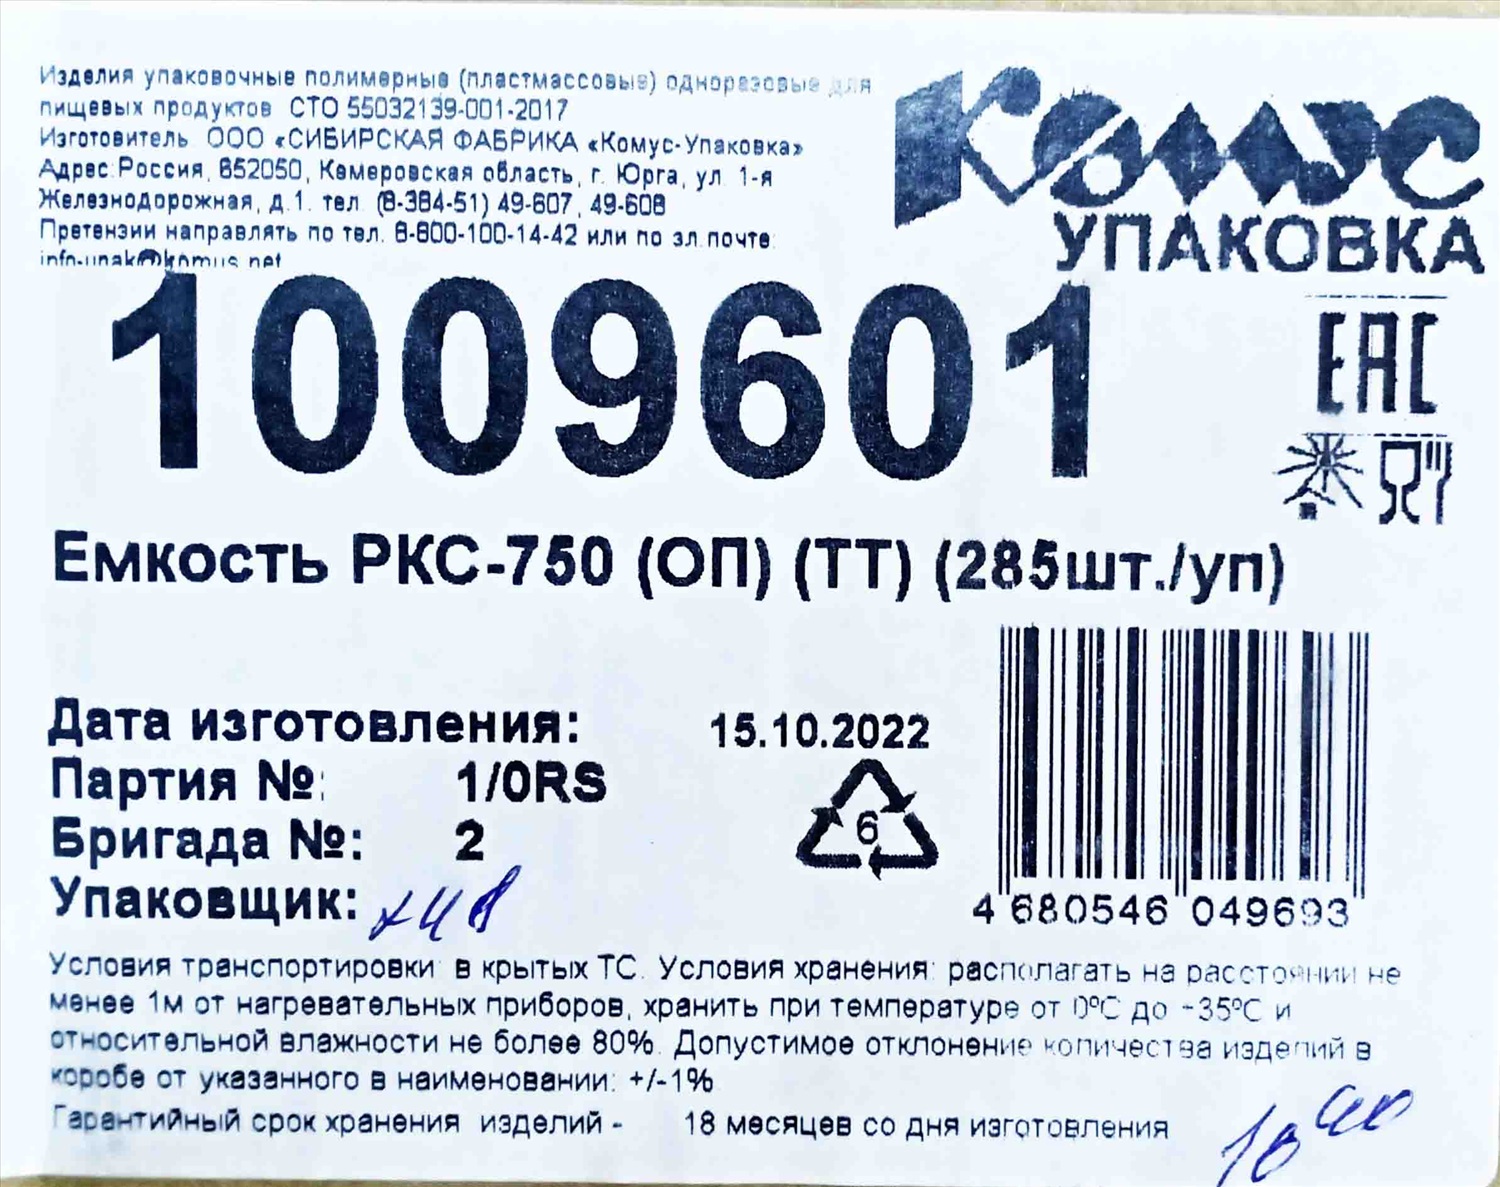 Изделия упаковочные полимерные (пластмассовые) одноразовые для
пищевых продуктов СТО 55032139-001-2017
Изготовитель ООО «СИБИРСКАЯ ФАБРИКА «Комус-Упаковка»
Адрес:Россия, 652050, Кемеровская область, г. Юрга, ул. 1-я
Железнодорожная, д.1. тел. (8-384-51) 49-607, 49-608
Претензии направлять по тел. 8-800-100-14-42 или по эл.почте:
info-upak@komus.net
Комус
УПАКОВКА
1009601
ЕАС
Емкость РКС-750 (ОП) (ТТ) (285шт./уп)
Дата изготовления: 15.10.2022
Партия №: 1/0RS
Бригада №: 2
Упаковщик:
6
4 680546 049693
Условия транспортировки: в крытых ТС. Условия хранения: располагать на расстоянии не
менее 1м от нагревательных приборов, хранить при температуре от 0°С до +35°С и
относительной влажности не более 80%. Допустимое отклонение количества изделий в
коробе от указанного в наименовании: +/-1%
Гарантийный срок хранения изделий - 18 месяцев со дня изготовления